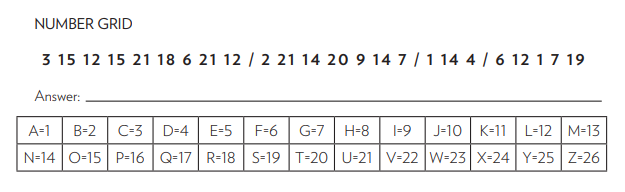 NUMBER GRID
3 15 12 15 21 18 6 21 12 / 2 21 14 20 9 14 7 / 1 14 4 / 6 12 1 7 19
Answer:
A=1 B=2 C=3 D=4 E=5 F=6 G=7 H=8 I=9 J=10 K=11 L=12 M=13
N=14 O=15 P=16 Q=17 R=18 S=19 T=20 U=21 V=22 W=23 X=24 Y=25 Z=26